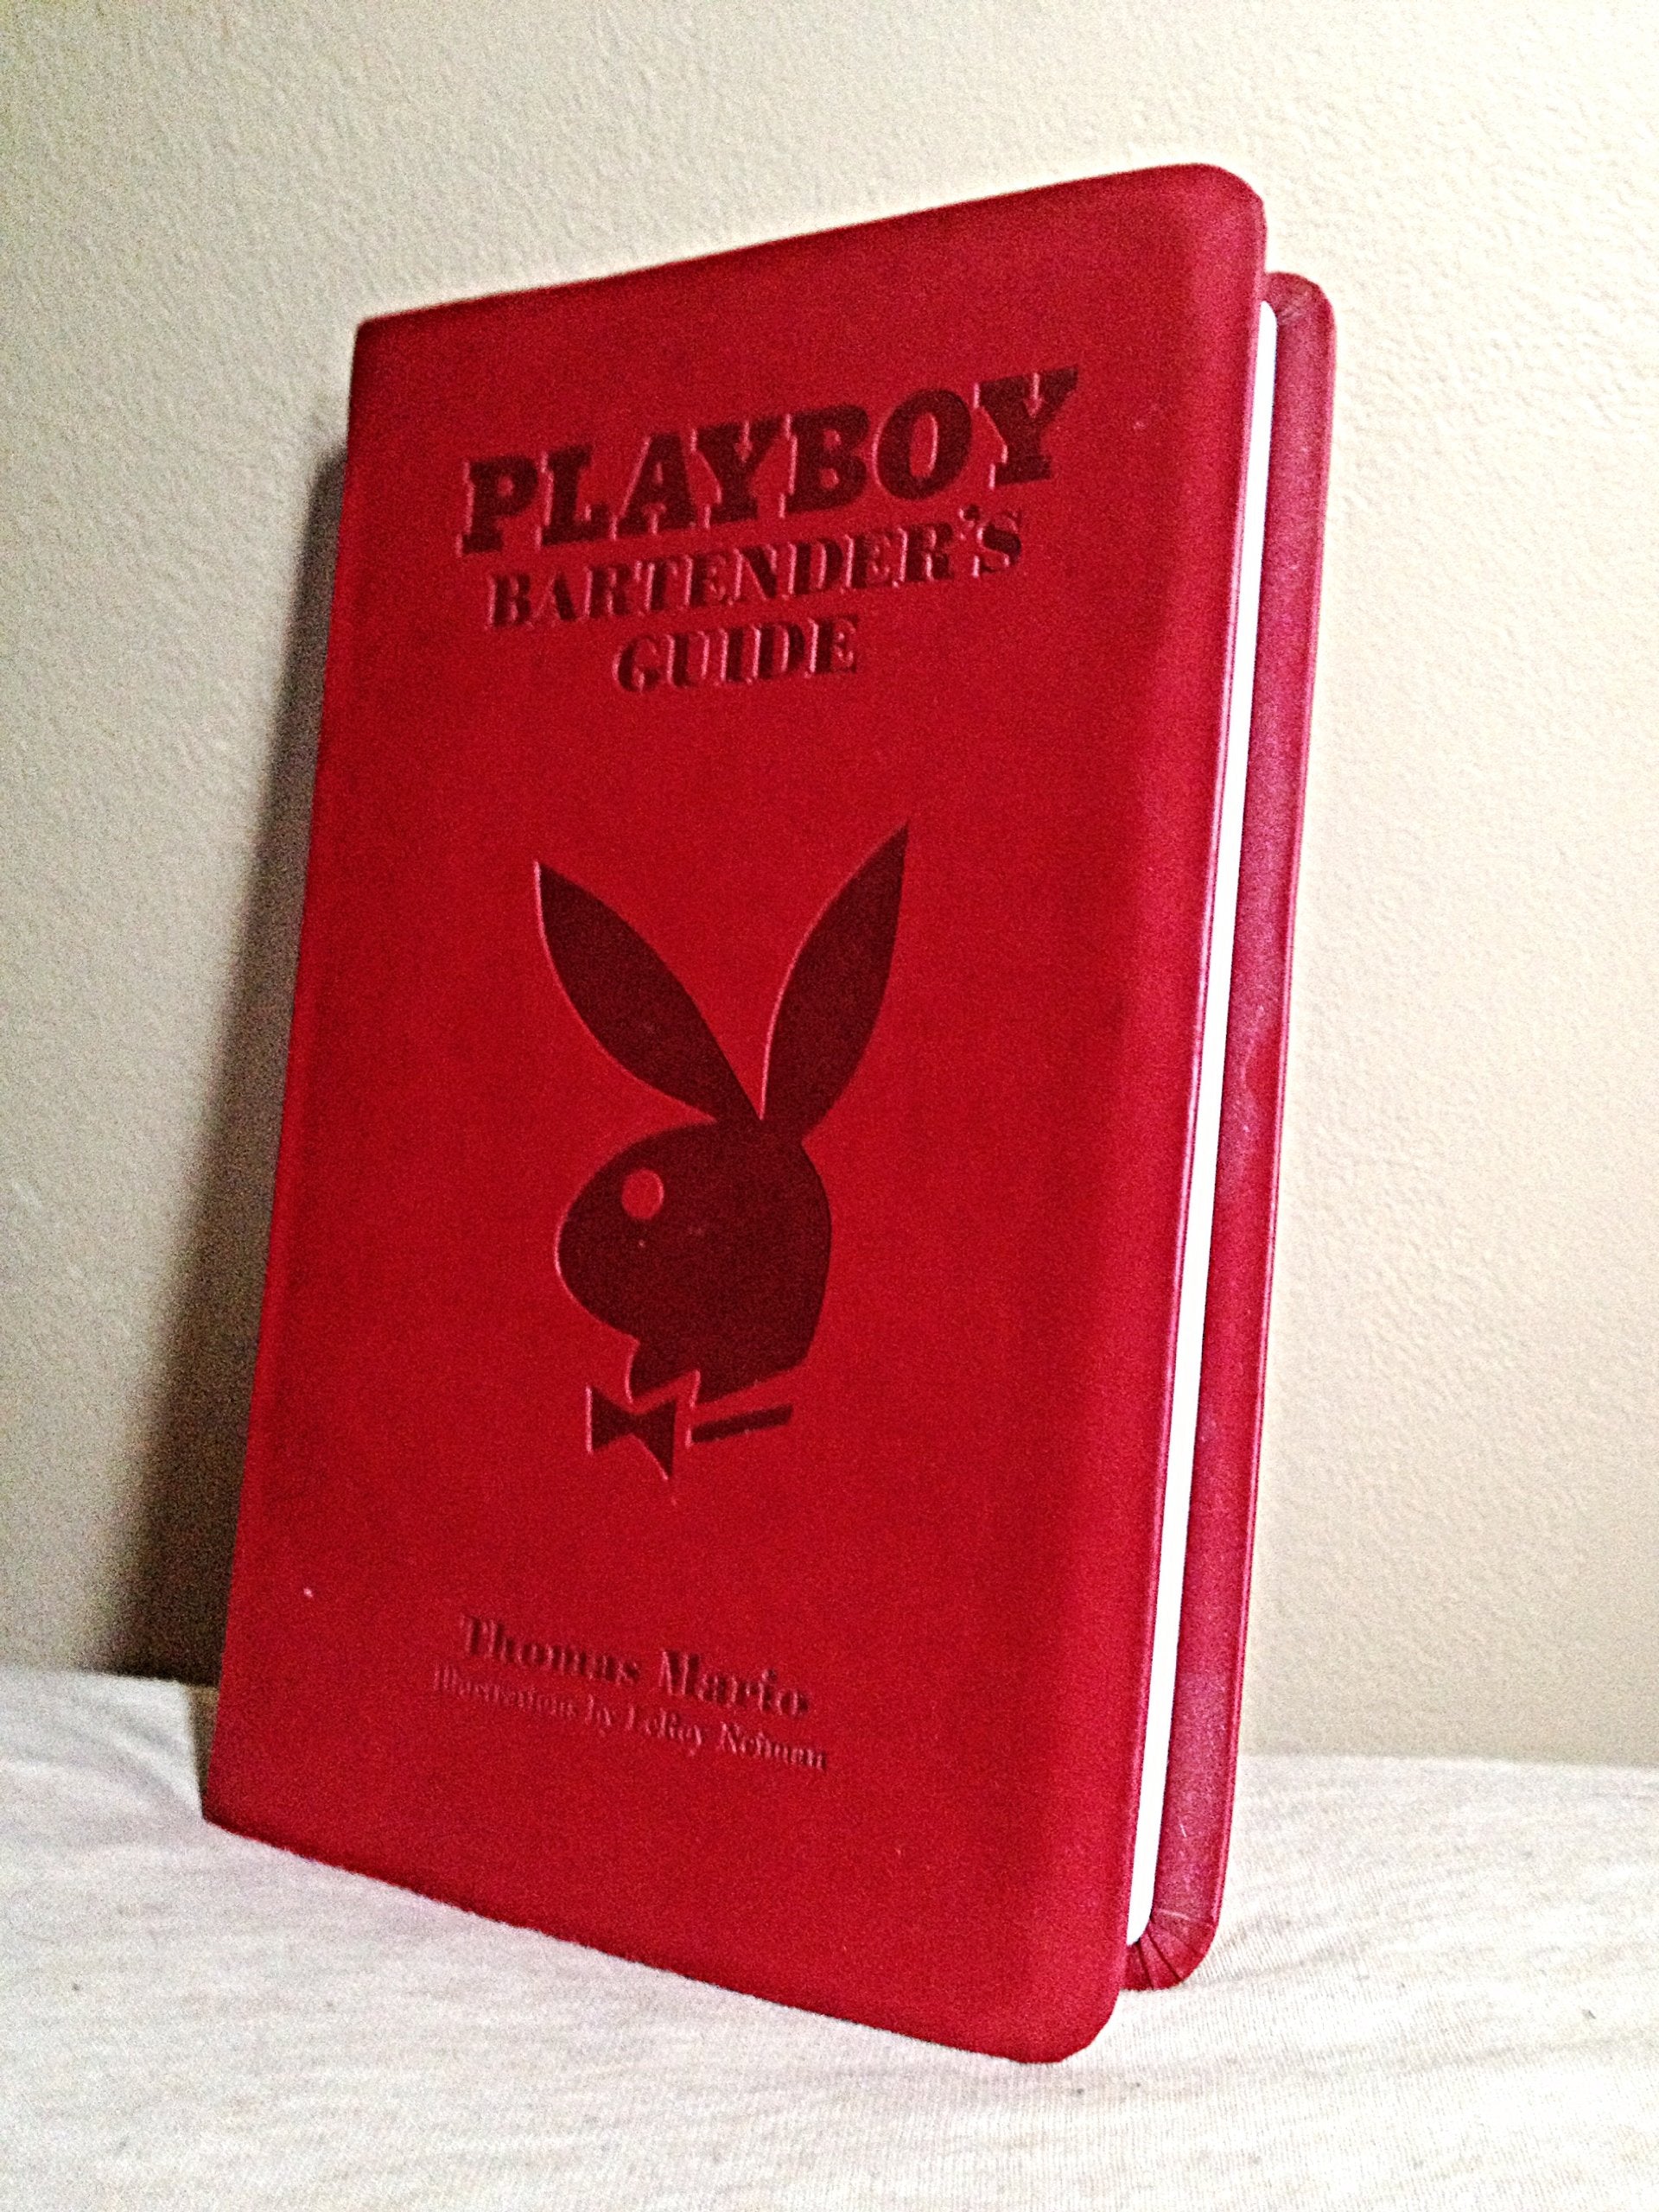 PLAYBOY
BARTENDER'S
GUIDE
Thomas Mario
Illustrations by LeRoy Neiman